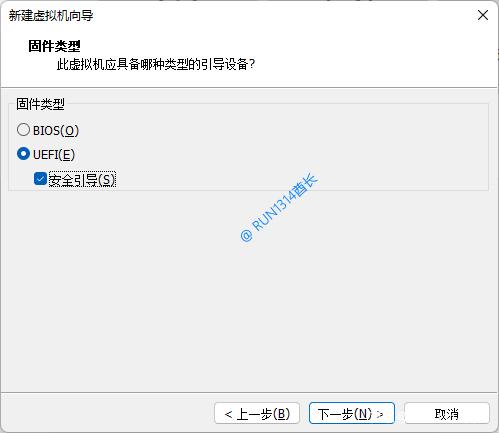 新建虚拟机向导
固件类型
此虚拟机应具备哪种类型的引导设备?
固件类型
BIOS(O)
UEFI(E)
安全引导(S)
@ RUN1314酋长
< 上一步(B)
下一步(N) >
取消